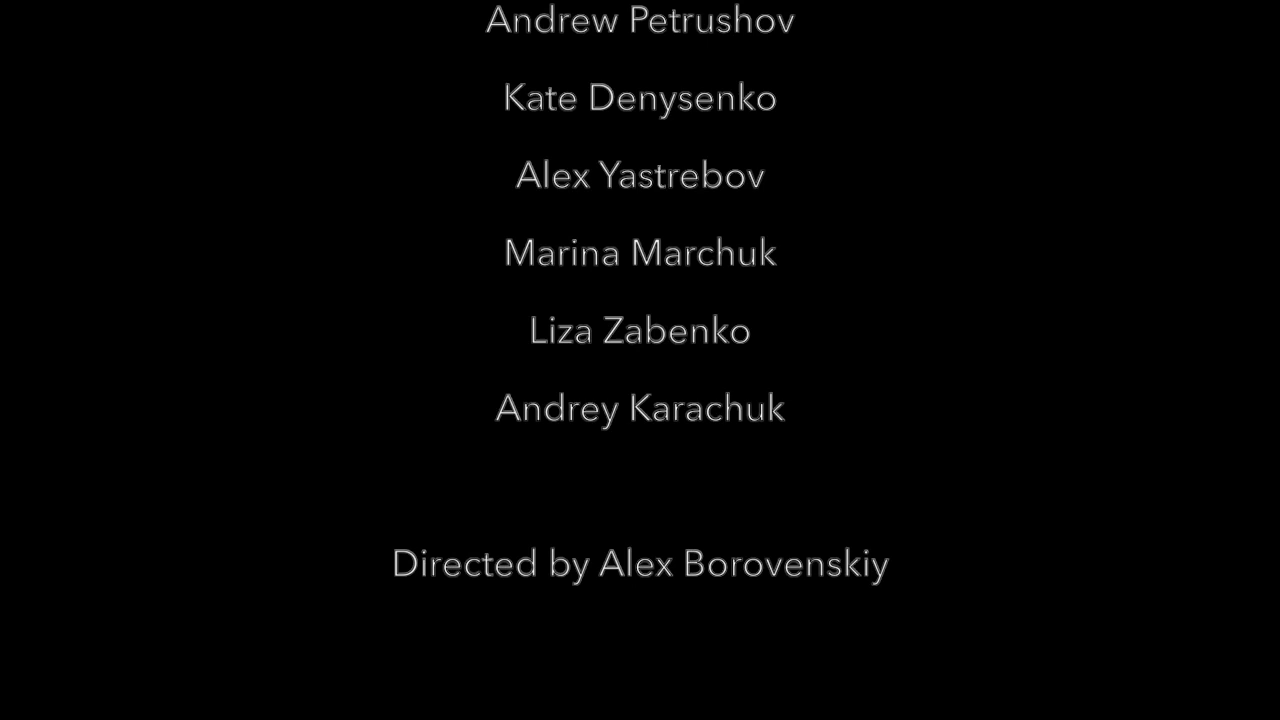 Andrew Petrushov
Kate Denysenko
Alex Yastrebov
Marina Marchuk
Liza Zabenko
Andrey Karachuk
Directed by Alex Borovenskiy